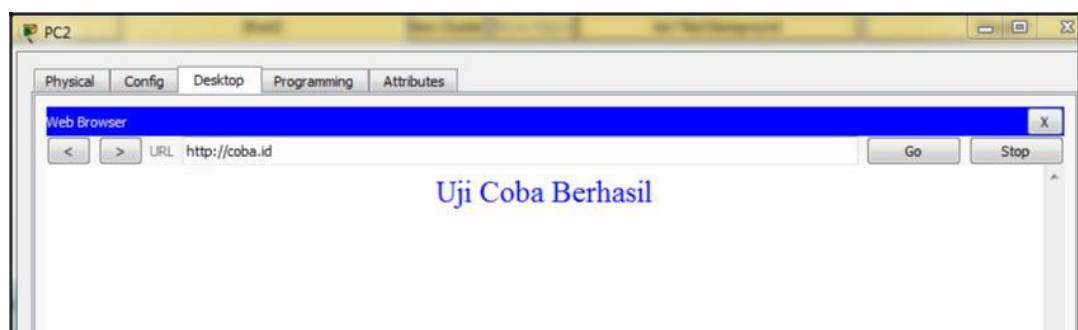 PC2
Physical Config Desktop Programming Attributes
Web Browser
X
< > URL http://coba.id Go Stop
Uji Coba Berhasil